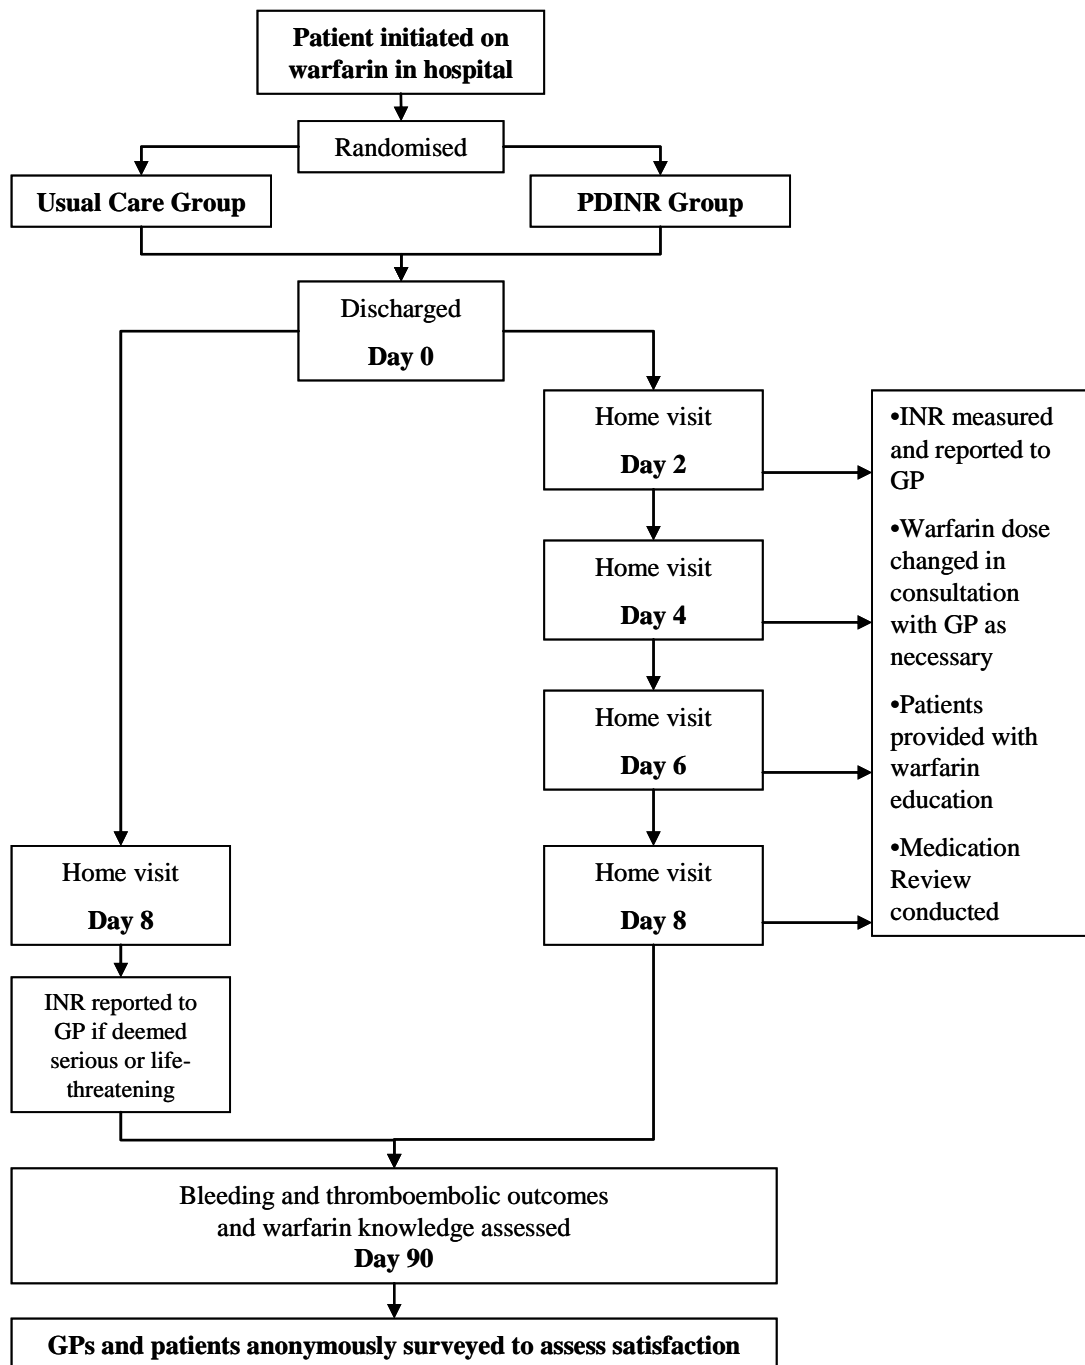 Patient initiated on
warfarin in hospital
Randomised
Usual Care Group
PDINR Group
Discharged
Day 0
Home visit
Day 2
Home visit
Day 4
Home visit
Day 6
Home visit
Day 8
•INR measured
and reported to
GP
•Warfarin dose
changed in
consultation
with GP as
necessary
•Patients
provided with
warfarin
education
•Medication
Review
conducted
Home visit
Day 8
INR reported to
GP if deemed
serious or life-
threatening
Bleeding and thromboembolic outcomes
and warfarin knowledge assessed
Day 90
GPs and patients anonymously surveyed to assess satisfaction